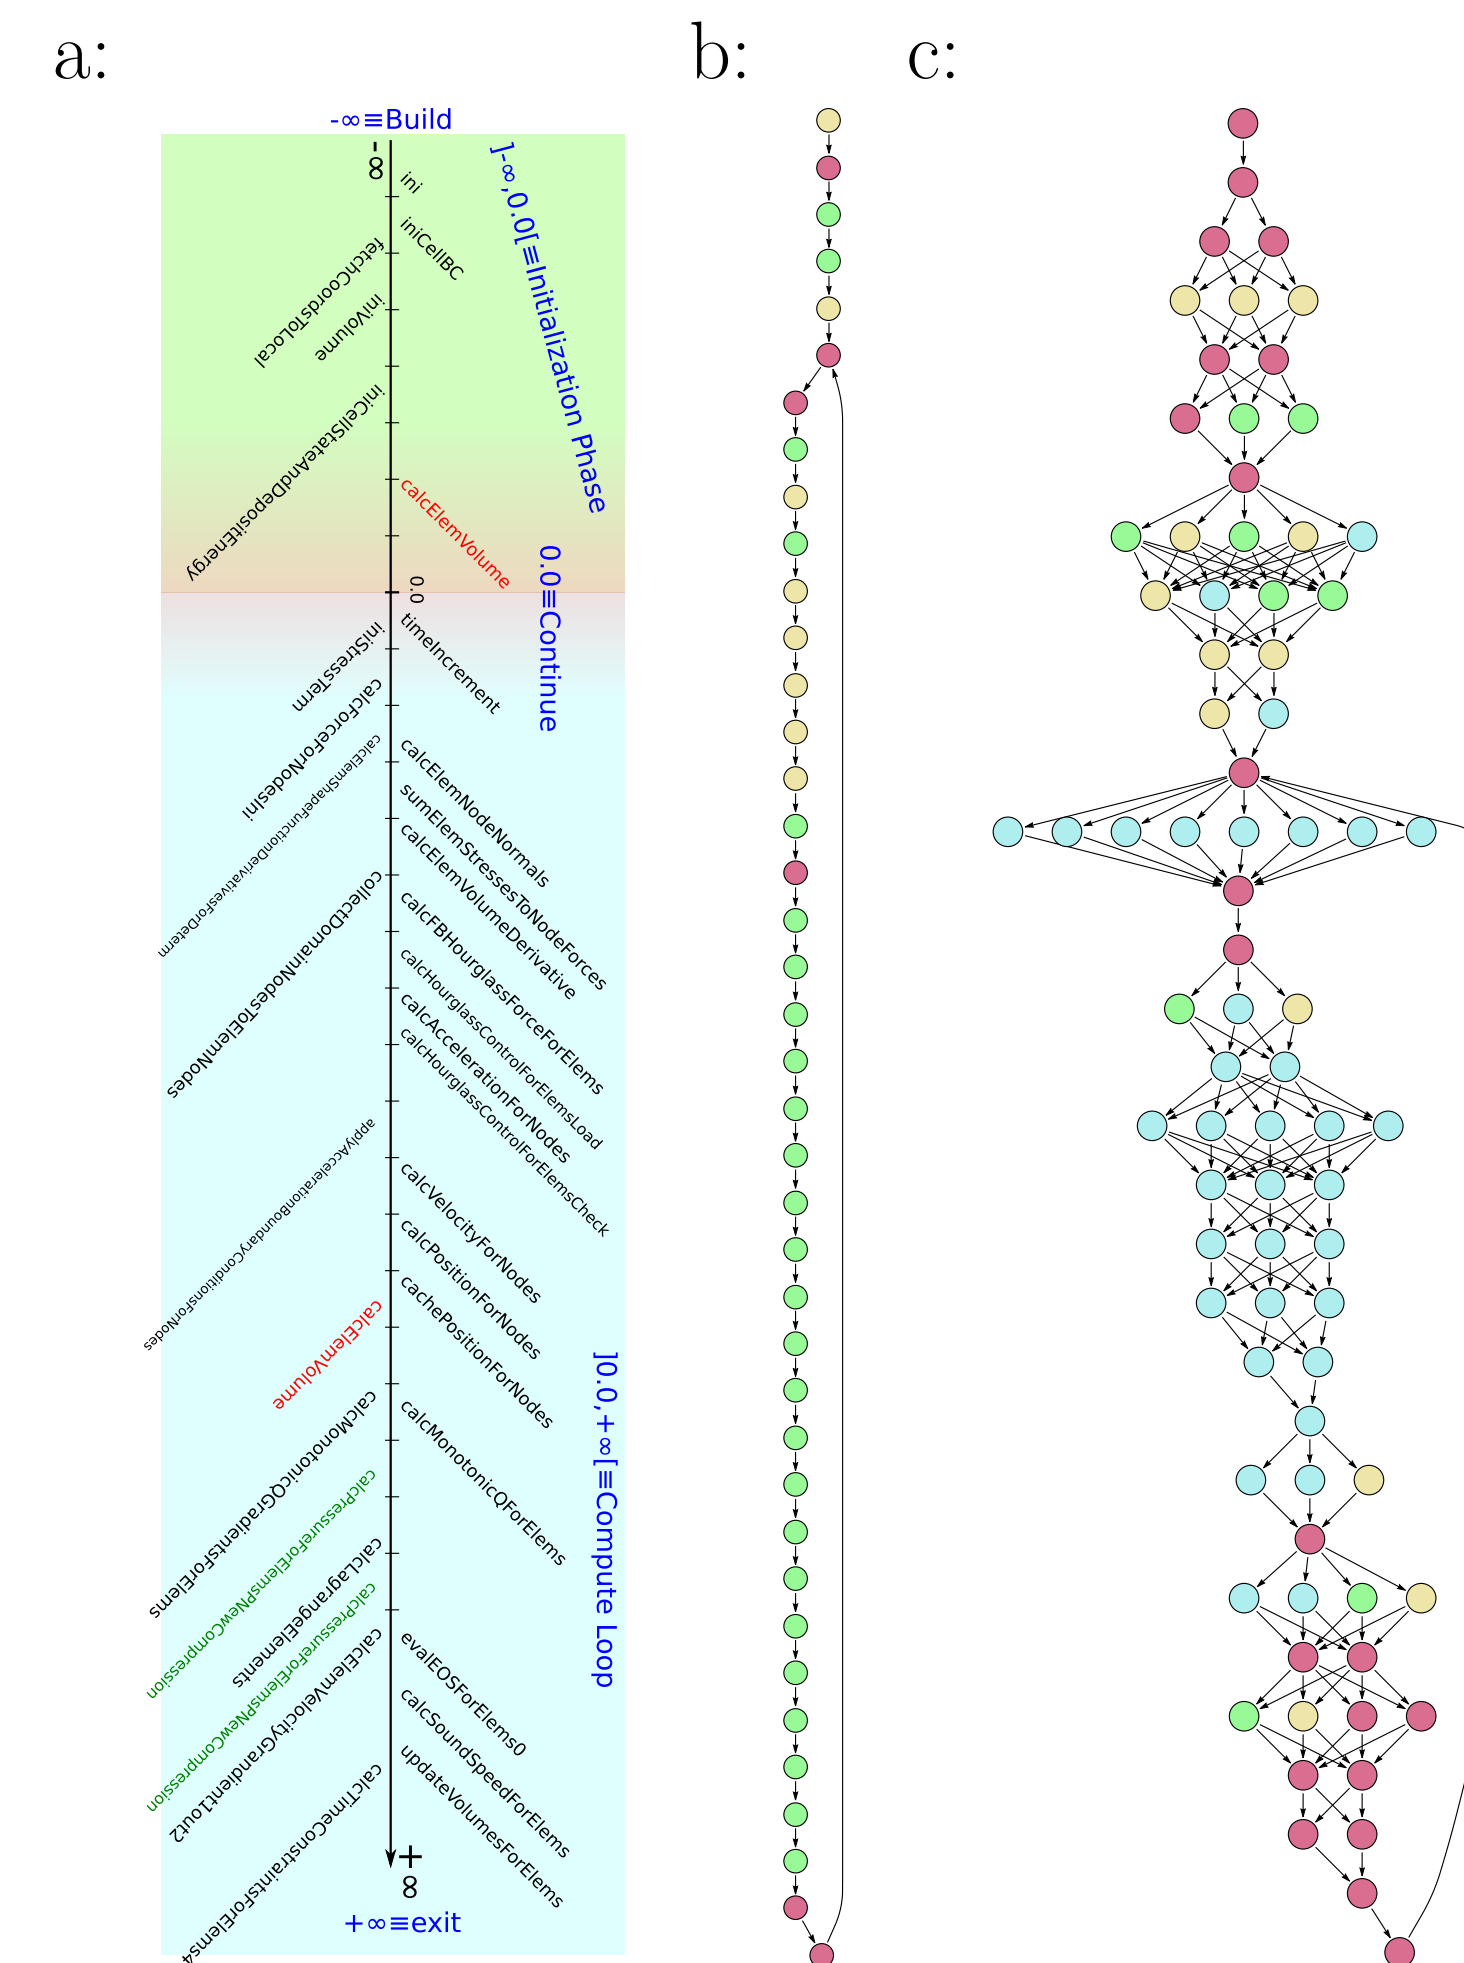 a:
b:
c:
-∞≡Build
-∞
]-∞,0.0[≡Initialization Phase
ini
iniCellBC
fetchCoordsToLocal
iniVolume
iniCellStateAndDepositEnergy
calcElemVolume
0.0
0.0≡Continue
timeIncrement
iniStressTerm
calcForceForNodesIni
calcElemShapeFunctionDerivativesForDeterm
calcElemNodeNormals
sumElemStressesToNodeForces
calcElemVolumeDerivative
collectDomainNodesToElemNodes
calcFBHourglassForceForElems
calcHourglassControlForElemsLoad
calcAccelerationForNodes
calcHourglassControlForElemsCheck
applyAccelerationBoundaryConditionsForNodes
calcVelocityForNodes
calcPositionForNodes
cachePositionForNodes
calcElemVolume
]0.0,+∞[≡Compute Loop
calcMonotonicQGradientsForElems
calcMonotonicQForElems
calcPressureForElemsPNewCompression
calcLagrangeElements
calcPressureForElemsPNewCompression
calcElemVelocityGrandient1out2
evalEOSForElems0
calcSoundSpeedForElems
updateVolumesForElems
calcTimeConstraintsForElems4
+∞
+∞≡exit